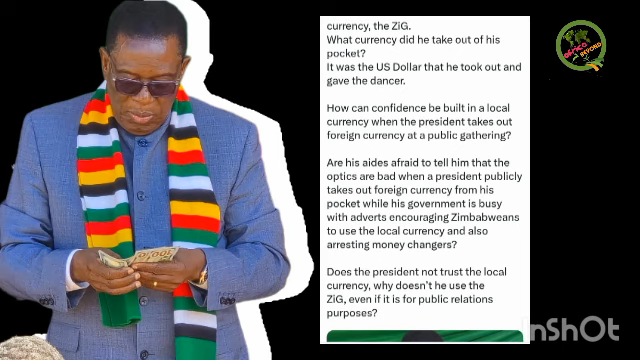 currency, the ZiG.
What currency did he take out of his
pocket?
It was the US Dollar that he took out and
gave the dancer.
How can confidence be built in a local
currency when the president takes out
foreign currency at a public gathering?
Are his aides afraid to tell him that the
optics are bad when a president publicly
takes out foreign currency from his
pocket while his government is busy
with adverts encouraging Zimbabweans
to use the local currency and also
arresting money changers?
Does the president not trust the local
currency, why doesn't he use the
ZiG, even if it is for public relations
purposes?
africa
BEYOND
InShOt